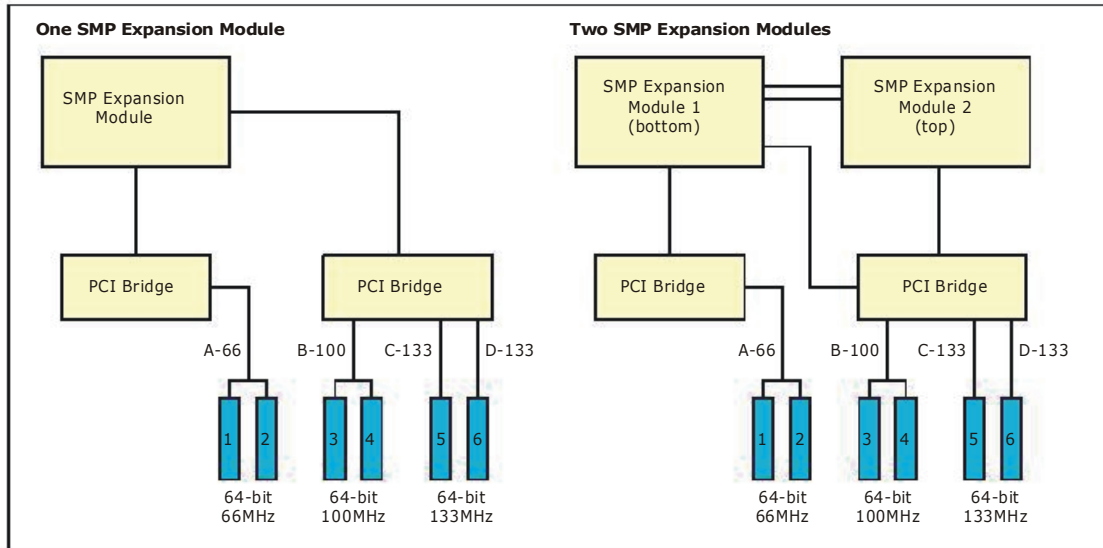 One SMP Expansion Module
SMP Expansion
Module
PCI Bridge
PCI Bridge
A-66
B-100
C-133
D-133
1
2
3
4
5
6
64-bit
66MHz
64-bit
100MHz
64-bit
133MHz
Two SMP Expansion Modules
SMP Expansion
Module 1
(bottom)
SMP Expansion
Module 2
(top)
PCI Bridge
PCI Bridge
A-66
B-100
C-133
D-133
1
2
3
4
5
6
64-bit
66MHz
64-bit
100MHz
64-bit
133MHz